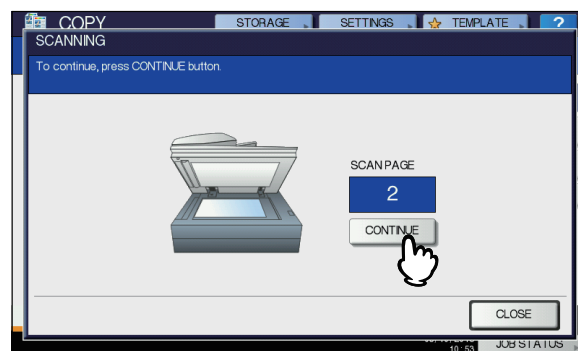 COPY
STORAGE
SETTINGS
TEMPLATE
?
SCANNING
To continue, press CONTINUE button.
SCAN PAGE
2
CONTINUE
CLOSE
10:53
JOB STATUS